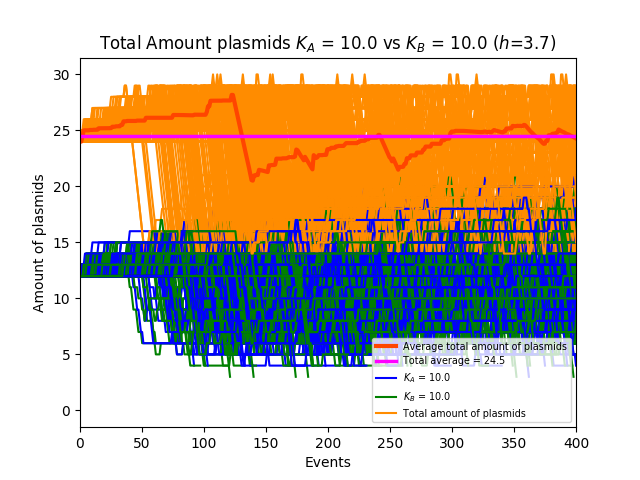 Total Amount plasmids K_A = 10.0 vs K_B = 10.0 (h=3.7)
30
25
20
15
10
5
0
Amount of plasmids
Average total amount of plasmids
Total average = 24.5
K_A = 10.0
K_B = 10.0
Total amount of plasmids
0 50 100 150 200 250 300 350 400
Events